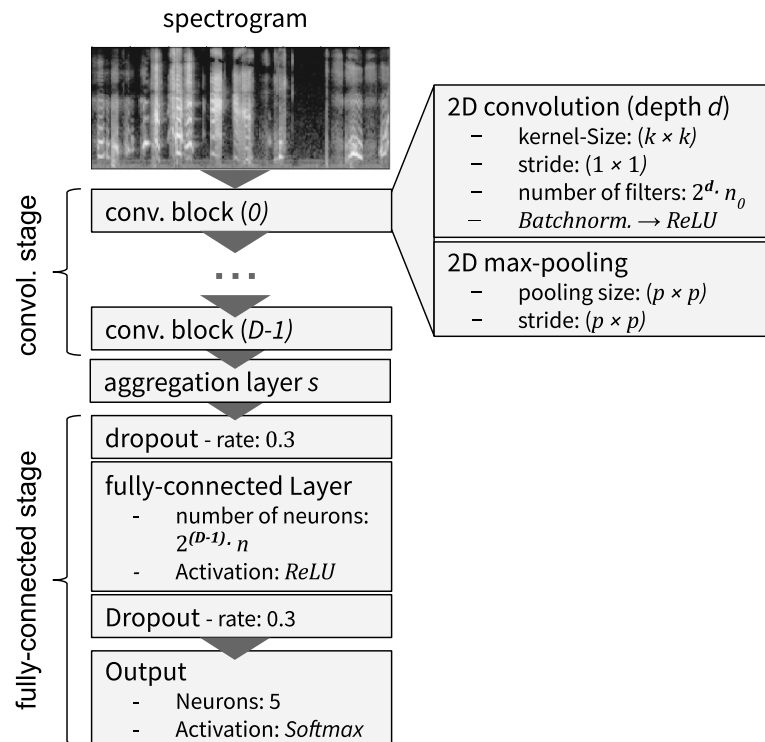 spectrogram
convol. stage
conv. block (0)
...
conv. block (D-1)
2D convolution (depth d)
– kernel-Size: (k × k)
– stride: (1 × 1)
– number of filters: 2^d· n_0
– Batchnorm. → ReLU
2D max-pooling
– pooling size: (p × p)
– stride: (p × p)
aggregation layer s
fully-connected stage
dropout - rate: 0.3
fully-connected Layer
- number of neurons:
2^(D-1)· n
- Activation: ReLU
Dropout - rate: 0.3
Output
- Neurons: 5
- Activation: Softmax